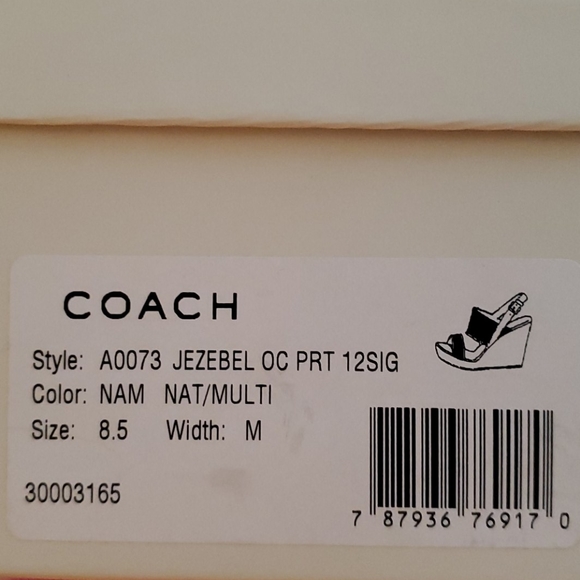 COACH
Style: A0073 JEZEBEL OC PRT 12SIG
Color: NAM NAT/MULTI
Size: 8.5 Width: M
30003165
7 87936 76917 0